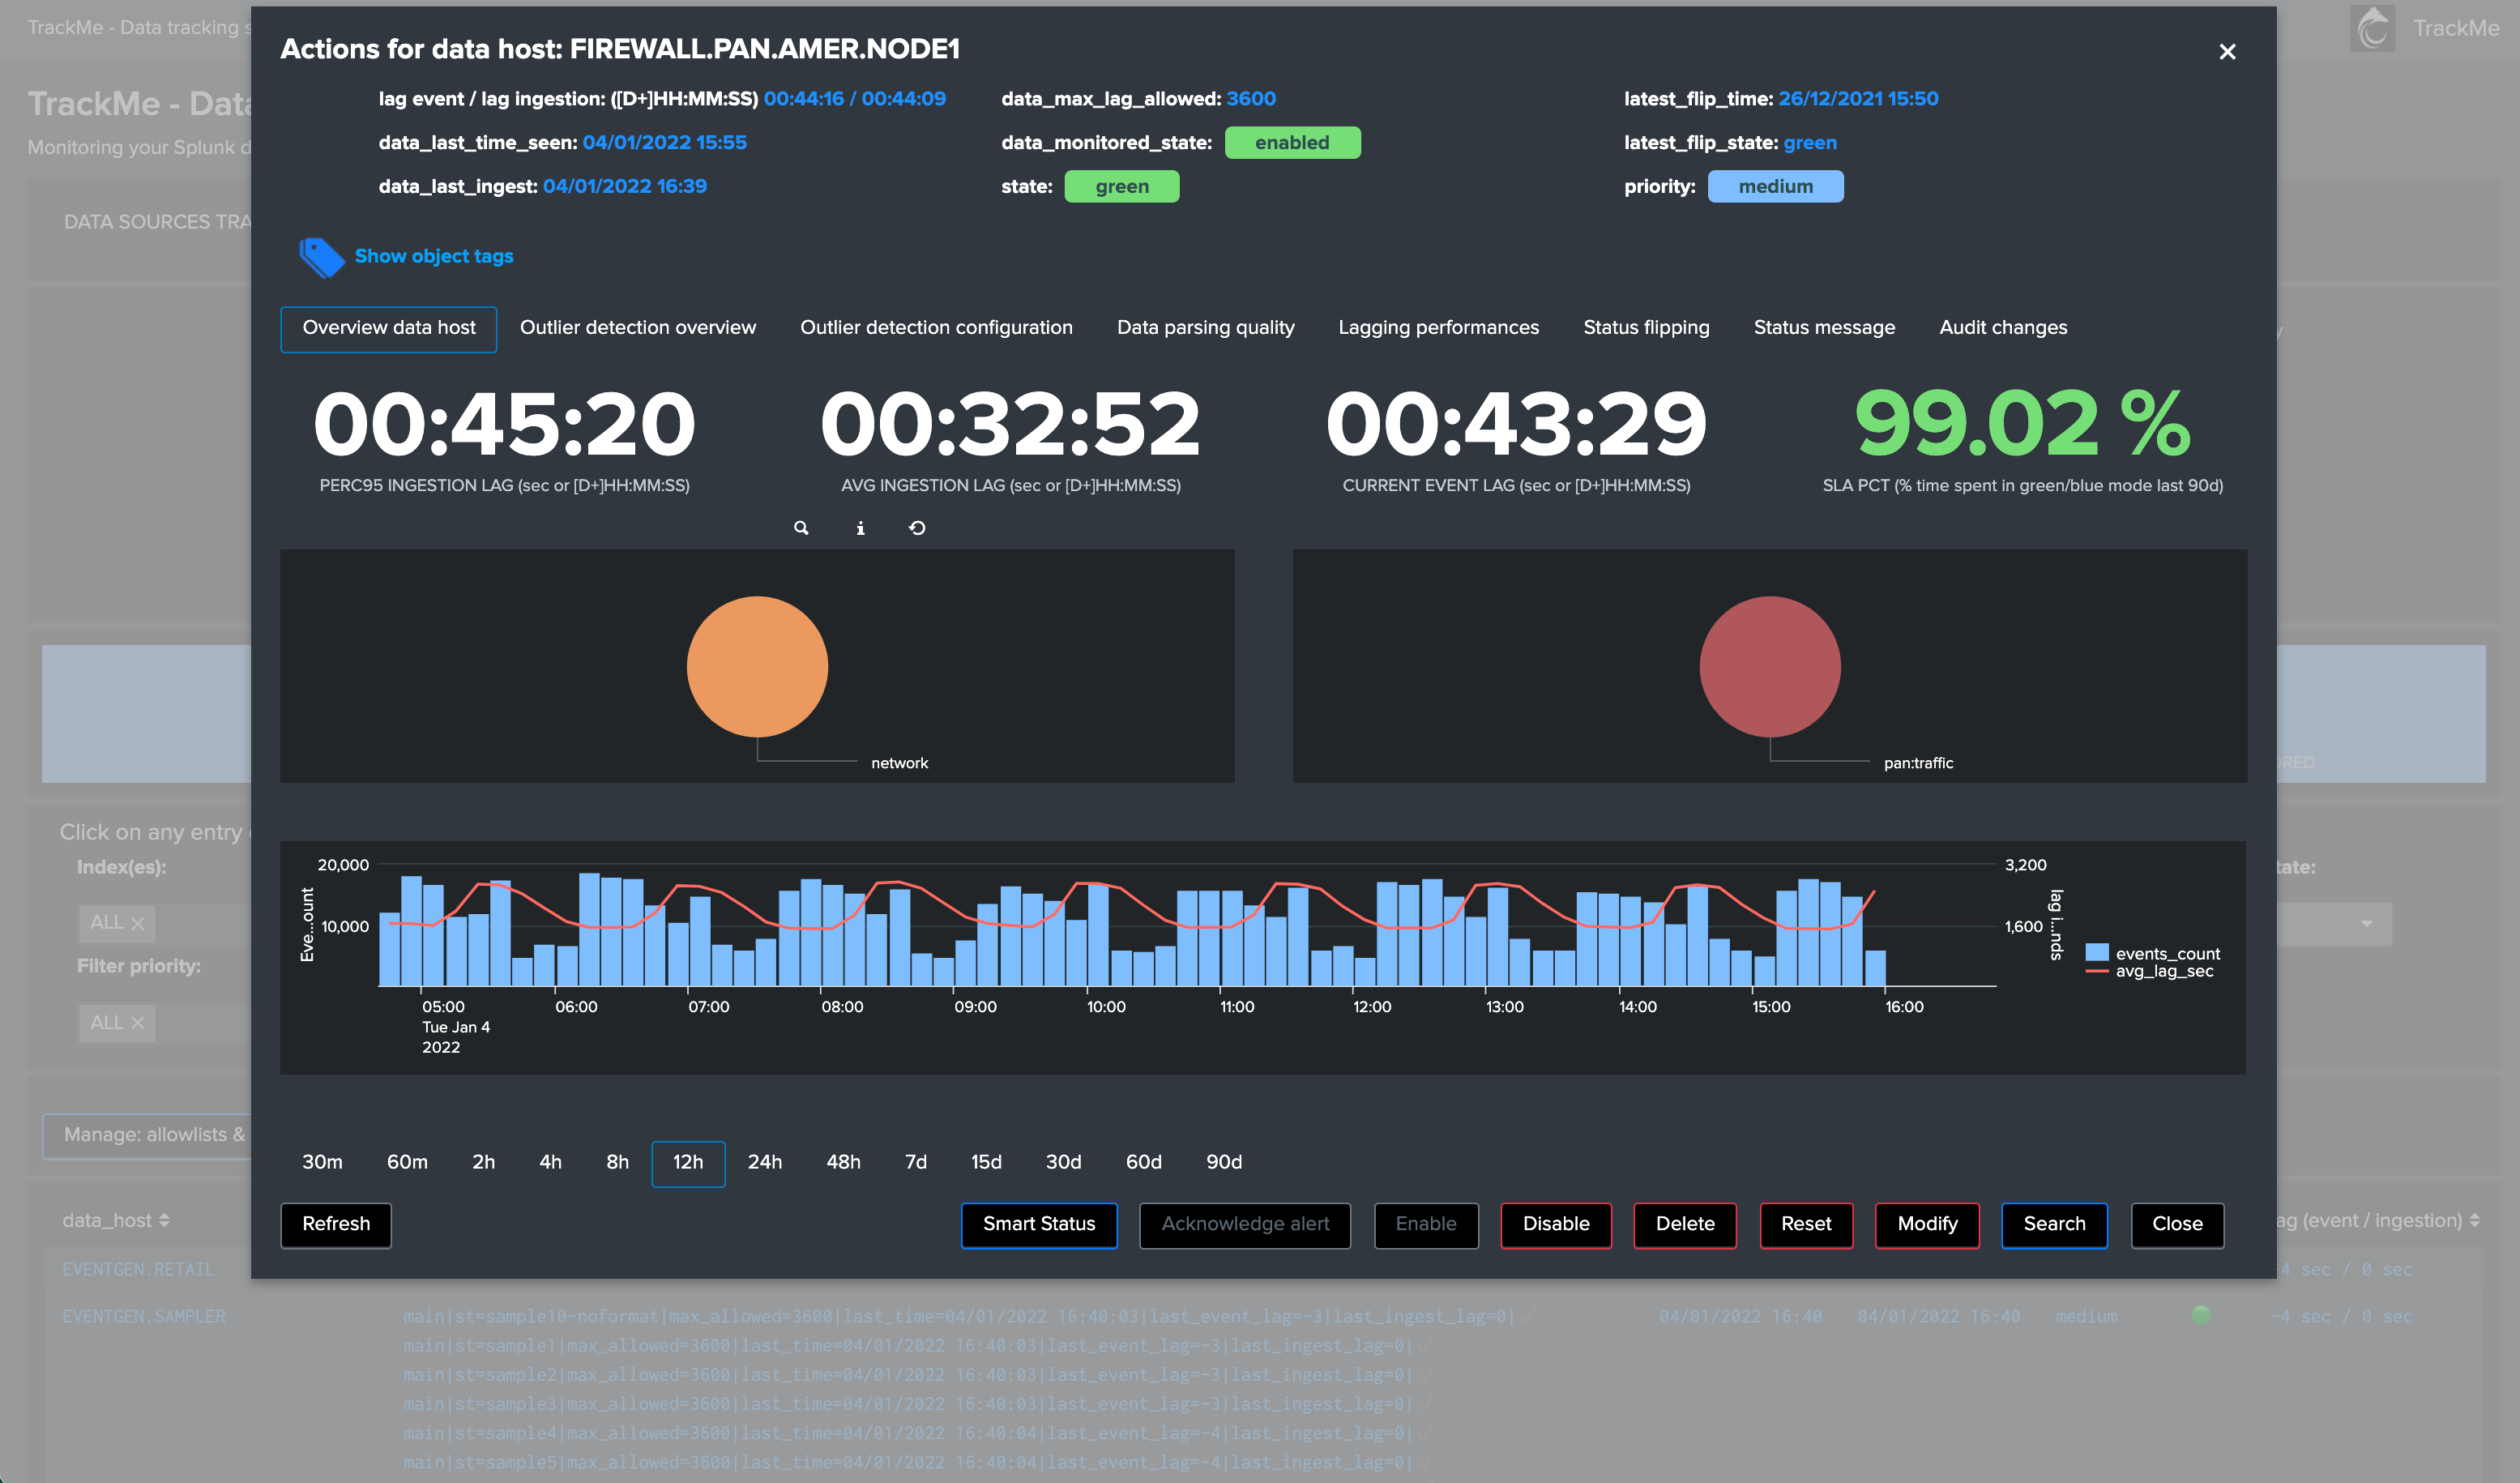 TrackMe - Data tracking s
TrackMe
TrackMe - Data
Monitoring your Splunk d
DATA SOURCES TRA
Actions for data host: FIREWALL.PAN.AMER.NODE1
lag event / lag ingestion: ([D+]HH:MM:SS) 00:44:16 / 00:44:09
data_max_lag_allowed: 3600
latest_flip_time: 26/12/2021 15:50
data_last_time_seen: 04/01/2022 15:55
data_monitored_state: enabled
latest_flip_state: green
data_last_ingest: 04/01/2022 16:39
state: green
priority: medium
Show object tags
Overview data host
Outlier detection overview
Outlier detection configuration
Data parsing quality
Lagging performances
Status flipping
Status message
Audit changes
00:45:20
00:32:52
00:43:29
99.02 %
PERC95 INGESTION LAG (sec or [D+]HH:MM:SS)
AVG INGESTION LAG (sec or [D+]HH:MM:SS)
CURRENT EVENT LAG (sec or [D+]HH:MM:SS)
SLA PCT (% time spent in green/blue mode last 90d)
network
pan:traffic
ORED
Click on any entry
Index(es):
tate:
ALL
Filter priority:
ALL
20,000
10,000
Eve...ount
3,200
1,600
lag i...nds
events_count
avg_lag_sec
05:00
06:00
07:00
08:00
09:00
10:00
11:00
12:00
13:00
14:00
15:00
16:00
Tue Jan 4
2022
Manage: allowlists &
30m 60m 2h 4h 8h 12h 24h 48h 7d 15d 30d 60d 90d
Refresh
Smart Status
Acknowledge alert
Enable
Disable
Delete
Reset
Modify
Search
Close
data_host
ag (event / ingestion)
EVENTGEN.RETAIL
-4 sec / 0 sec
EVENTGEN.SAMPLER
main|st=sample10-noformat|max_allowed=3600|last_time=04/01/2022 16:40:03|last_event_lag=-3|last_ingest_lag=0|
04/01/2022 16:40
04/01/2022 16:40
medium
-4 sec / 0 sec
main|st=sample1|max_allowed=3600|last_time=04/01/2022 16:40:03|last_event_lag=-3|last_ingest_lag=0|
main|st=sample2|max_allowed=3600|last_time=04/01/2022 16:40:03|last_event_lag=-3|last_ingest_lag=0|
main|st=sample3|max_allowed=3600|last_time=04/01/2022 16:40:03|last_event_lag=-3|last_ingest_lag=0|
main|st=sample4|max_allowed=3600|last_time=04/01/2022 16:40:04|last_event_lag=-4|last_ingest_lag=0|
main|st=sample5|max_allowed=3600|last_time=04/01/2022 16:40:04|last_event_lag=-4|last_ingest_lag=0|